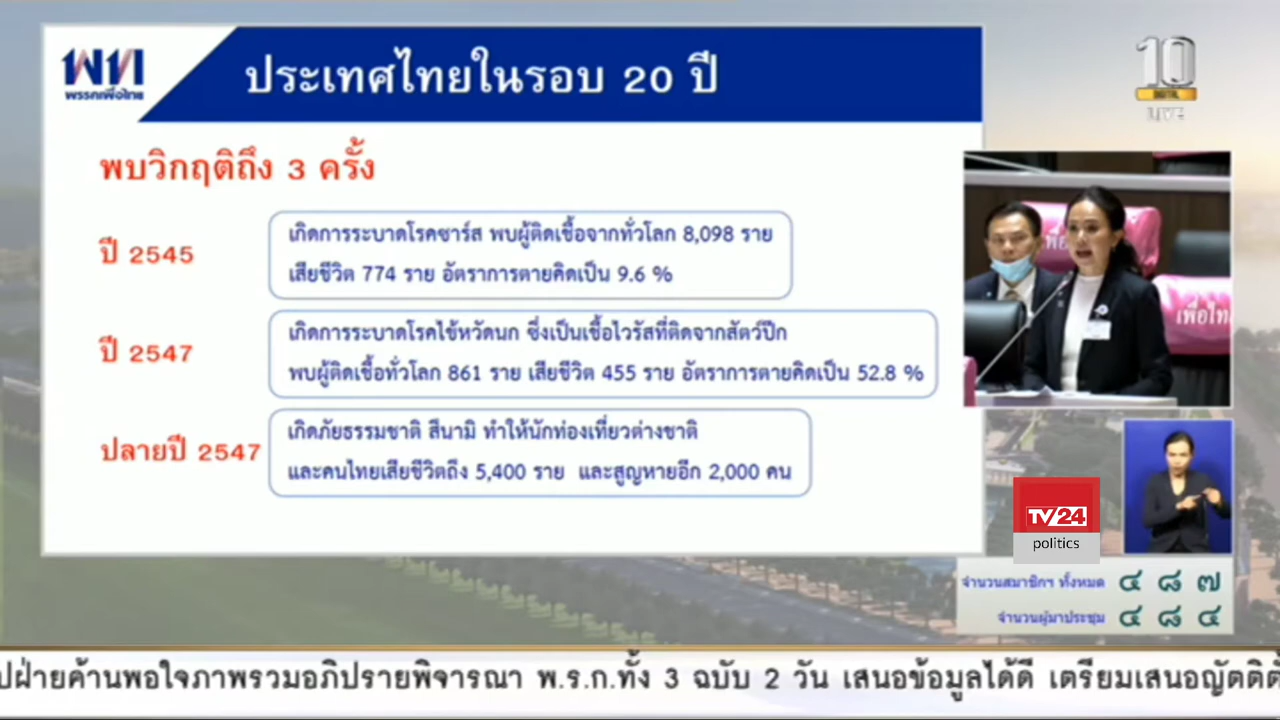 พท
พรรคเพื่อไทย
ประเทศไทยในรอบ 20 ปี
10
DIGITAL
LIVE
พบวิกฤติถึง 3 ครั้ง
ปี 2545
เกิดการระบาดโรคซาร์ส พบผู้ติดเชื้อจากทั่วโลก 8,098 ราย
เสียชีวิต 774 ราย อัตราการตายคิดเป็น 9.6 %
ปี 2547
เกิดการระบาดโรคไข้หวัดนก ซึ่งเป็นเชื้อไวรัสที่ติดจากสัตว์ปีก
พบผู้ติดเชื้อทั่วโลก 861 ราย เสียชีวิต 455 ราย อัตราการตายคิดเป็น 52.8 %
ปลายปี 2547
เกิดภัยธรรมชาติ สึนามิ ทำให้นักท่องเที่ยวต่างชาติ
และคนไทยเสียชีวิตถึง 5,400 ราย และสูญหายอีก 2,000 คน
เพื่อไท
TV/24
politics
จำนวนสมาชิกฯ ทั้งหมด ๔ ๘ ๗
จำนวนผู้มาประชุม ๔ ๘ ๔
ปฝ่ายค้านพอใจภาพรวมอภิปรายพิจารณา พ.ร.ก.ทั้ง 3 ฉบับ 2 วัน เสนอข้อมูลได้ดี เตรียมเสนอญัตติต